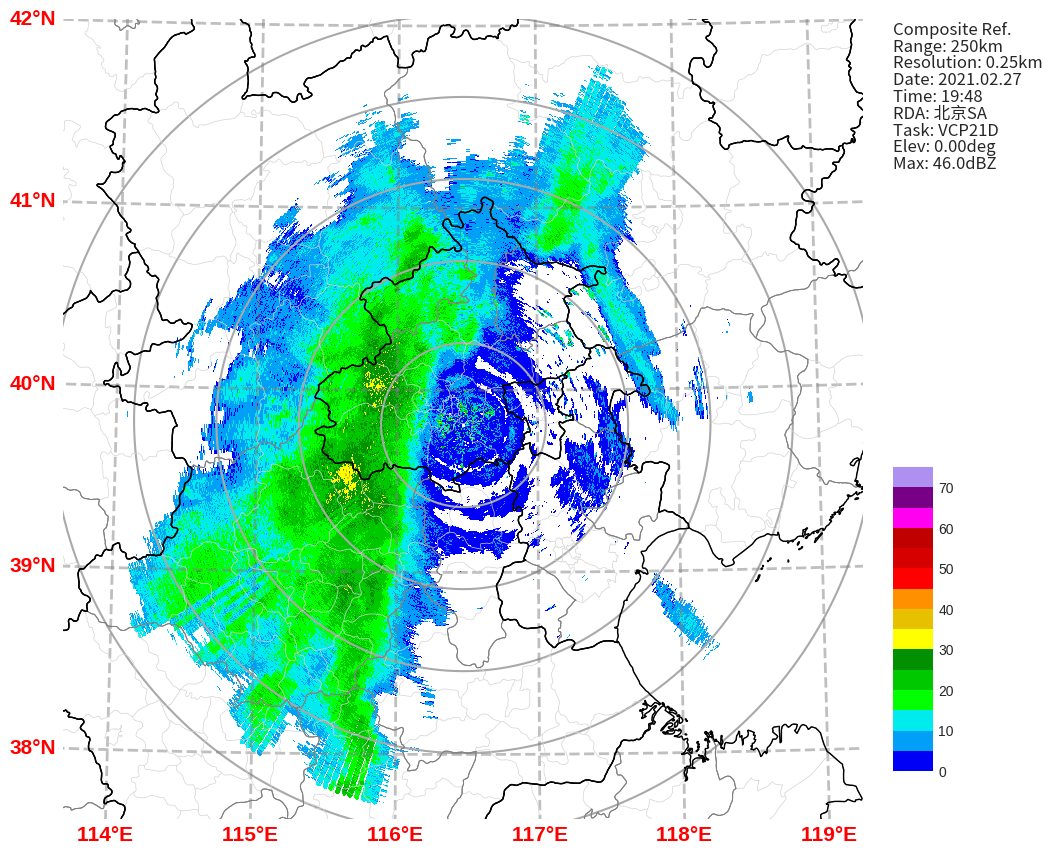 42°N
41°N
40°N
39°N
38°N
114°E 115°E 116°E 117°E 118°E 119°E
Composite Ref.
Range: 250km
Resolution: 0.25km
Date: 2021.02.27
Time: 19:48
RDA: 北京SA
Task: VCP21D
Elev: 0.00deg
Max: 46.0dBZ
70
60
50
40
30
20
10
0